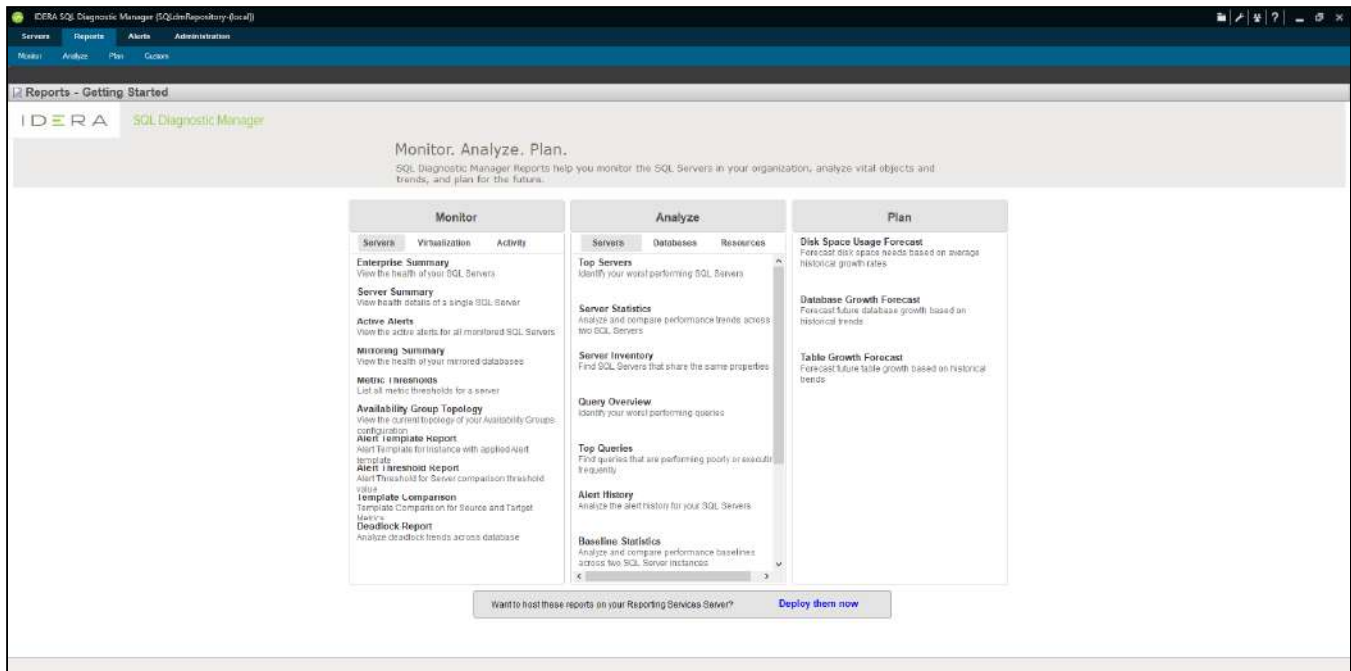 IDERA SQL Diagnostic Manager (SQLdmRepository-(local))
Servers Reports Alerts Administration
Monitor Analyze Plan Custom
Reports - Getting Started
IDERA SQL Diagnostic Manager
Monitor. Analyze. Plan.
SQL Diagnostic Manager Reports help you monitor the SQL Servers in your organization, analyze vital objects and
trends, and plan for the future.
Monitor
Servers Virtualization Activity
Enterprise Summary
View the health of your SQL Servers
Server Summary
View health details of a single SQL Server
Active Alerts
View the active alerts for all monitored SQL Servers
Mirroring Summary
View the health of your mirrored databases
Metric Thresholds
List all metric thresholds for a server
Availability Group Topology
View the current topology of your Availability Groups
configuration
Alert Template Report
Alert Template for Instance with applied Alert
template
Alert Threshold Report
Alert Threshold for Server comparison threshold
value
Template Comparison
Template Comparison for Source and Tartget
Metrics
Deadlock Report
Analyze deadlock trends across database
Analyze
Servers Databases Resources
Top Servers
Identify your worst performing SQL Servers
Server Statistics
Analyze and compare performance trends across
two SQL Servers
Server Inventory
Find SQL Servers that share the same properties
Query Overview
Identify your worst performing queries
Top Queries
Find queries that are performing poorly or executin
frequently
Alert History
Analyze the alert history for your SQL Servers
Baseline Statistics
Analyze and compare performance baselines
across two SQL Server instances
Plan
Disk Space Usage Forecast
Forecast disk space needs based on average
historical growth rates
Database Growth Forecast
Forecast future database growth based on
historical trends
Table Growth Forecast
Forecast future table growth based on historical
trends
Want to host these reports on your Reporting Services Server? Deploy them now